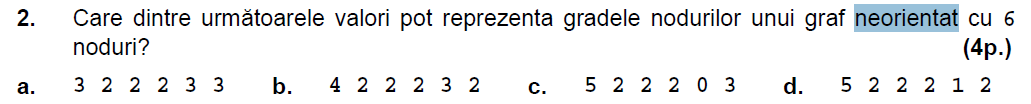 2. Care dintre următoarele valori pot reprezenta gradele nodurilor unui graf neorientat cu 6
noduri? (4p.)
a. 3 2 2 2 3 3 b. 4 2 2 2 3 2 c. 5 2 2 2 0 3 d. 5 2 2 2 1 2